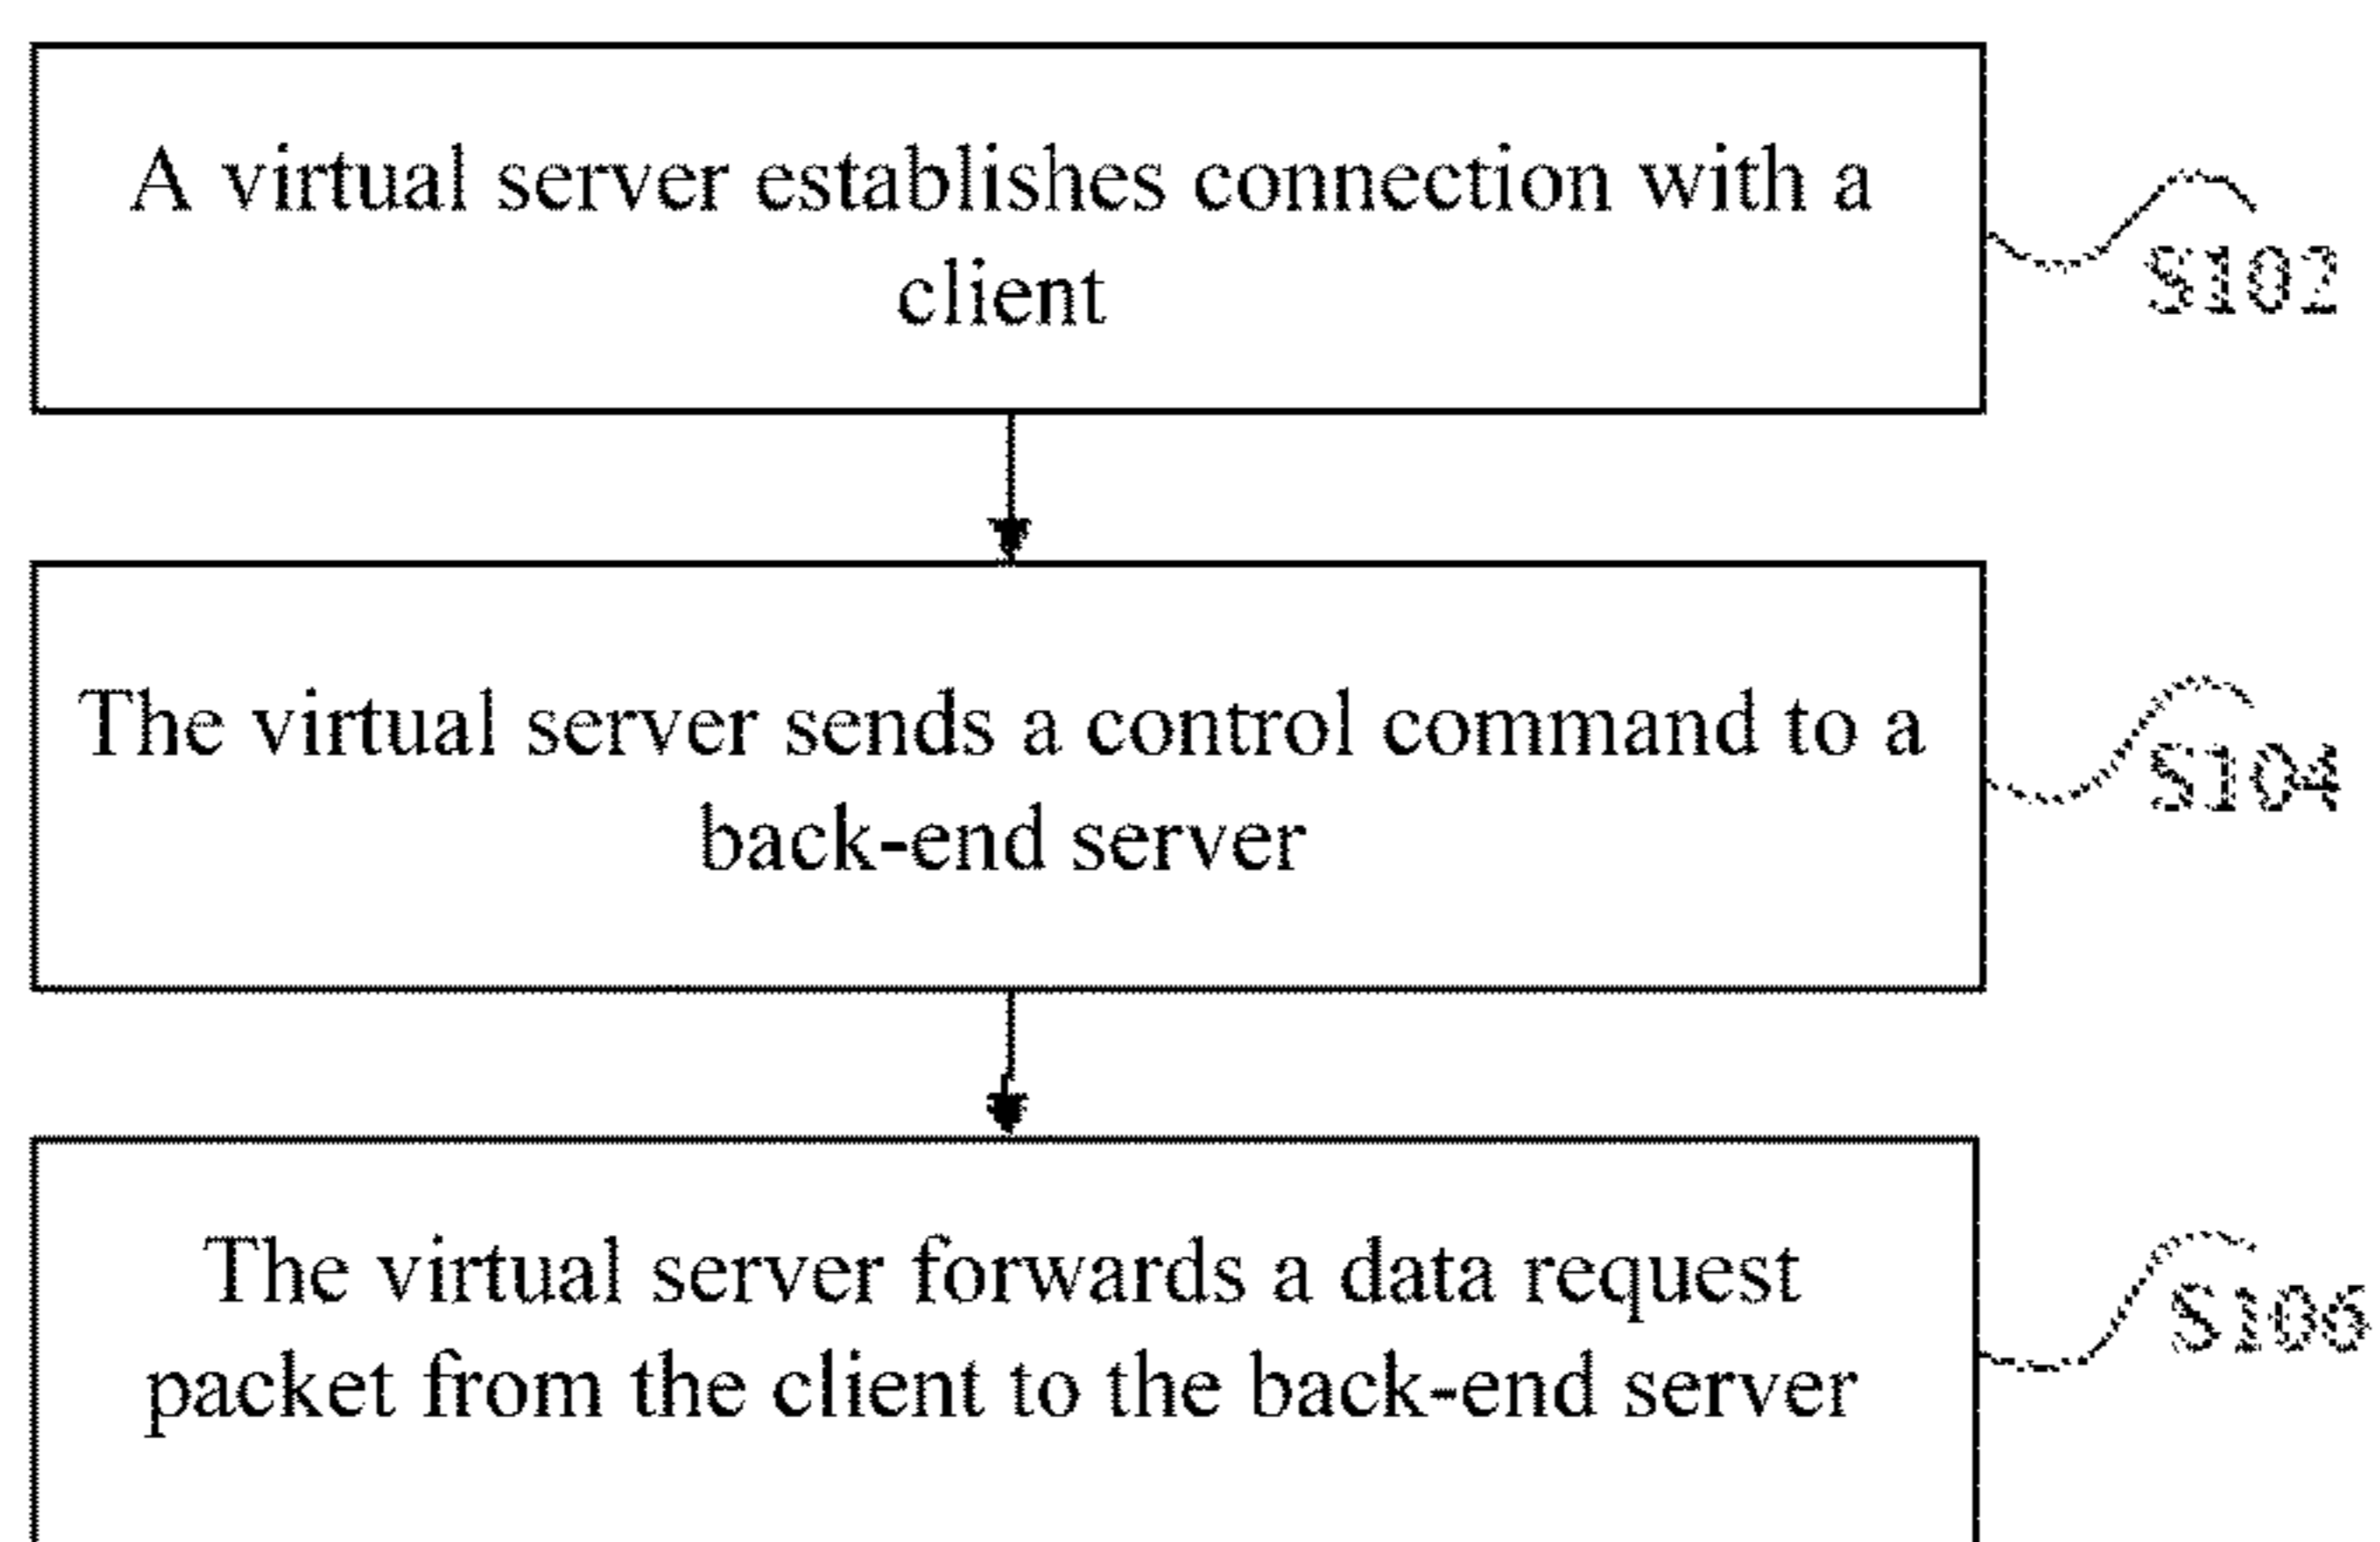 A virtual server establishes connection with a
client
S102
The virtual server sends a control command to a
back-end server
S104
The virtual server forwards a data request
packet from the client to the back-end server
S106